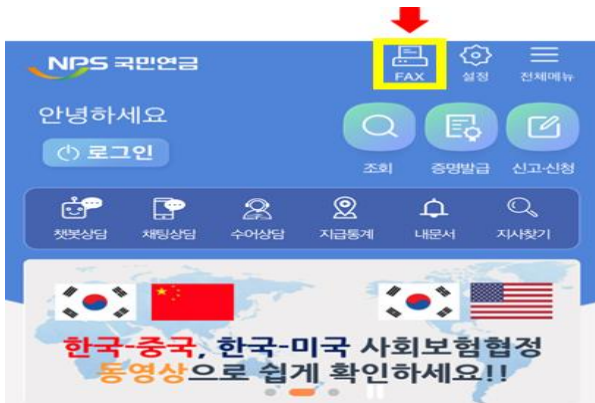 NPS 국민연금
FAX 설정 전체메뉴
안녕하세요
로그인
조회 증명발급 신고·신청
챗봇상담 채팅상담 수어상담 지급통계 내문서 지사찾기
한국-중국, 한국-미국 사회보험협정
동영상으로 쉽게 확인하세요!!